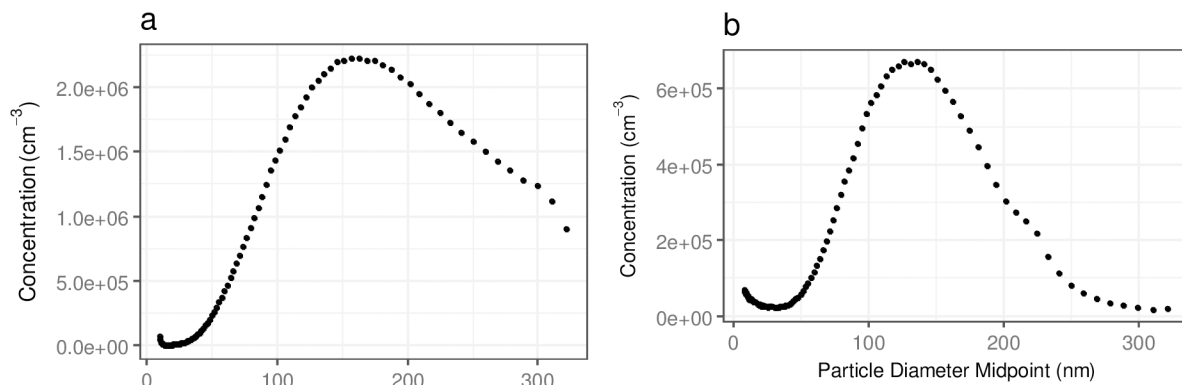 a
Concentration (cm⁻³)
2.0e+06
1.5e+06
1.0e+06
5.0e+05
0.0e+00
0 100 200 300
b
Concentration (cm⁻³)
6e+05
4e+05
2e+05
0e+00
0 100 200 300
Particle Diameter Midpoint (nm)